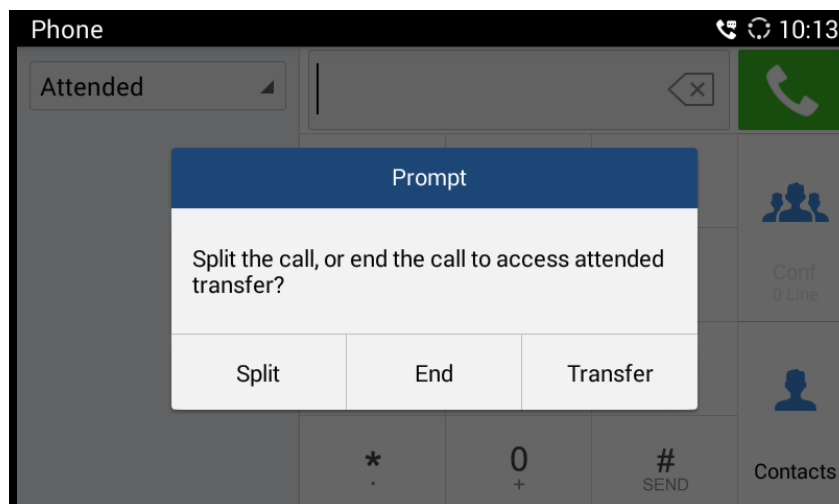 Phone
10:13
Attended
Prompt
Split the call, or end the call to access attended
transfer?
Split
End
Transfer
Conf
0 Line
*
0
+
#
SEND
Contacts